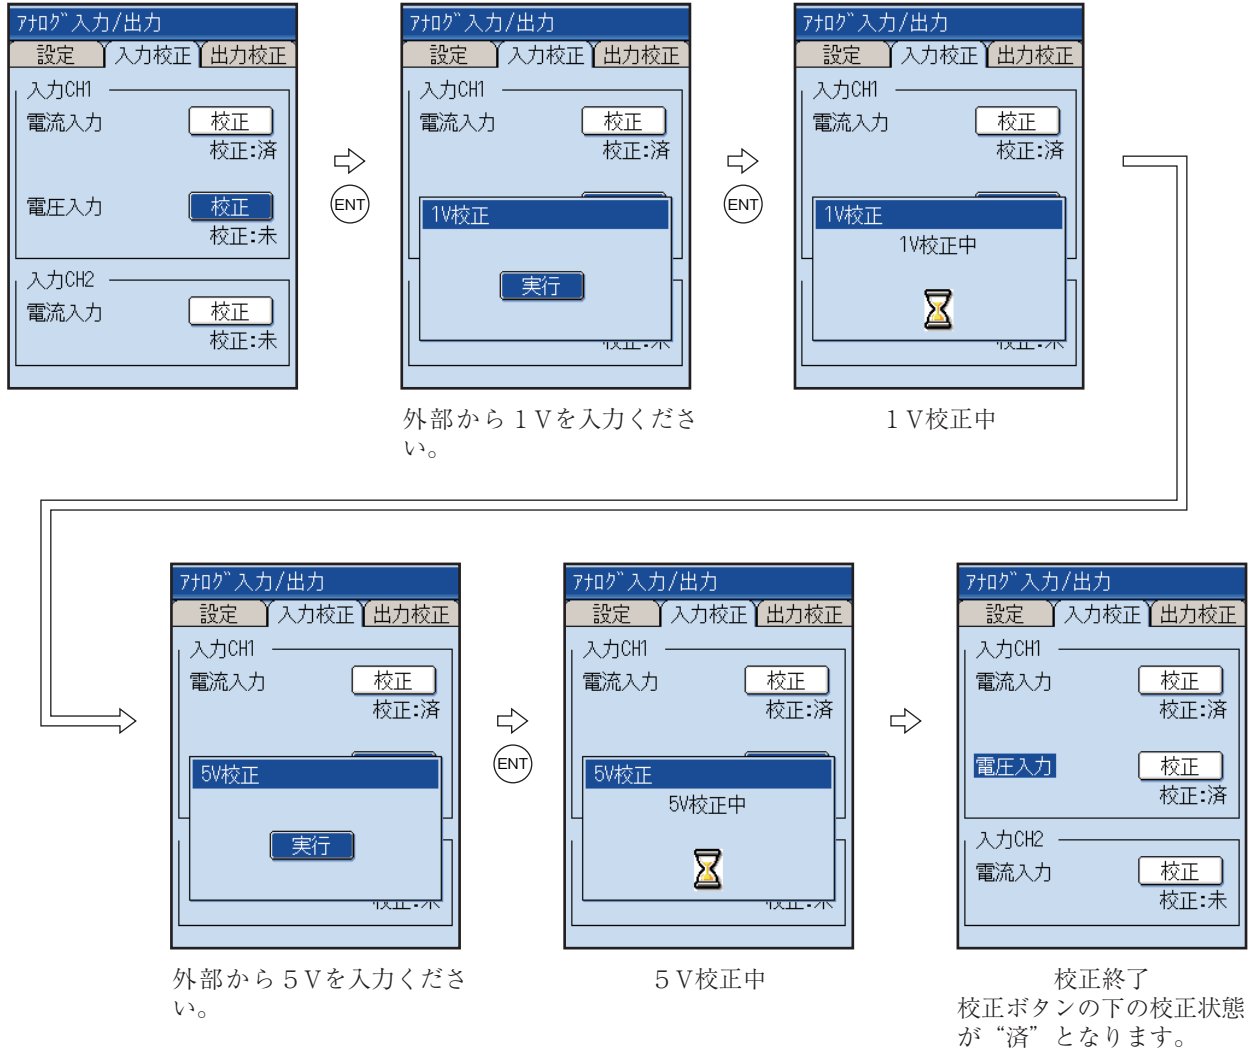 ｱﾅﾛｸﾞ入力/出力
設定 入力校正 出力校正
入力CH1
電流入力 校正
校正:済
電圧入力 校正
校正:未
入力CH2
電流入力 校正
校正:未
ENT
ｱﾅﾛｸﾞ入力/出力
設定 入力校正 出力校正
入力CH1
電流入力 校正
校正:済
1V校正
実行
外部から１Vを入力くださ
い。
ENT
ｱﾅﾛｸﾞ入力/出力
設定 入力校正 出力校正
入力CH1
電流入力 校正
校正:済
1V校正
1V校正中
１V校正中
ｱﾅﾛｸﾞ入力/出力
設定 入力校正 出力校正
入力CH1
電流入力 校正
校正:済
5V校正
実行
外部から５Vを入力くださ
い。
ENT
ｱﾅﾛｸﾞ入力/出力
設定 入力校正 出力校正
入力CH1
電流入力 校正
校正:済
5V校正
5V校正中
５V校正中
ｱﾅﾛｸﾞ入力/出力
設定 入力校正 出力校正
入力CH1
電流入力 校正
校正:済
電圧入力 校正
校正:済
入力CH2
電流入力 校正
校正:未
校正終了
校正ボタンの下の校正状態
が“済”となります。